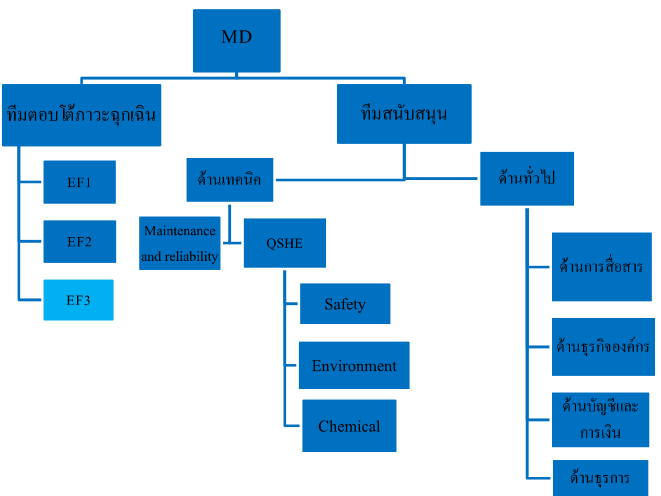 MD
ทีมตอบโต้ภาวะฉุกเฉิน
ทีมสนับสนุน
EF1
EF2
EF3
ด้านเทคนิค
ด้านทั่วไป
Maintenance
and reliability
QSHE
Safety
Environment
Chemical
ด้านการสื่อสาร
ด้านธุรกิจองค์กร
ด้านบัญชีและ
การเงิน
ด้านธุรการ